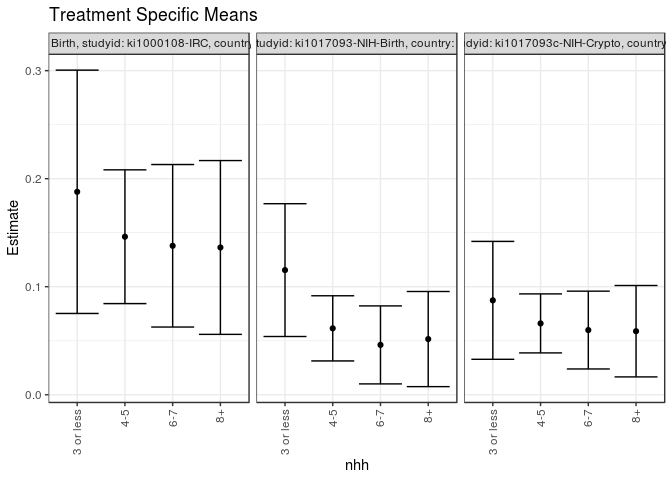 Treatment Specific Means
Birth, studyid: ki1000108-IRC, country
tudyid: ki1017093-NIH-Birth, country:
dyid: ki1017093c-NIH-Crypto, country
Estimate
0.3
0.2
0.1
0.0
3 or less
4-5
6-7
8+
3 or less
4-5
6-7
8+
3 or less
4-5
6-7
8+
nhh